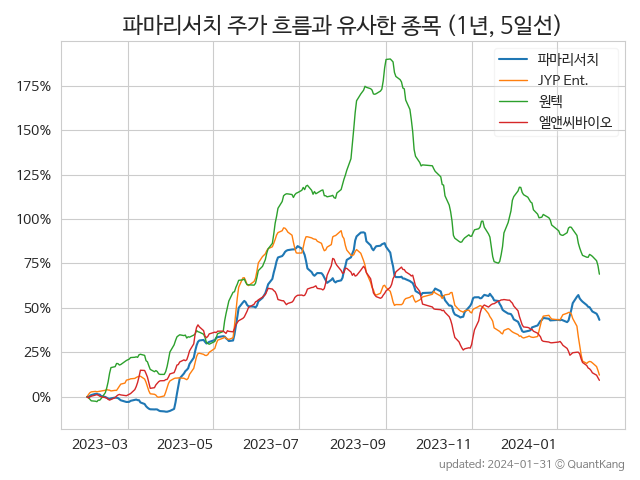 파마리서치 주가 흐름과 유사한 종목 (1년, 5일선)
파마리서치
JYP Ent.
원텍
엘앤씨바이오
175%
150%
125%
100%
75%
50%
25%
0%
2023-03 2023-05 2023-07 2023-09 2023-11 2024-01
updated: 2024-01-31 © QuantKang